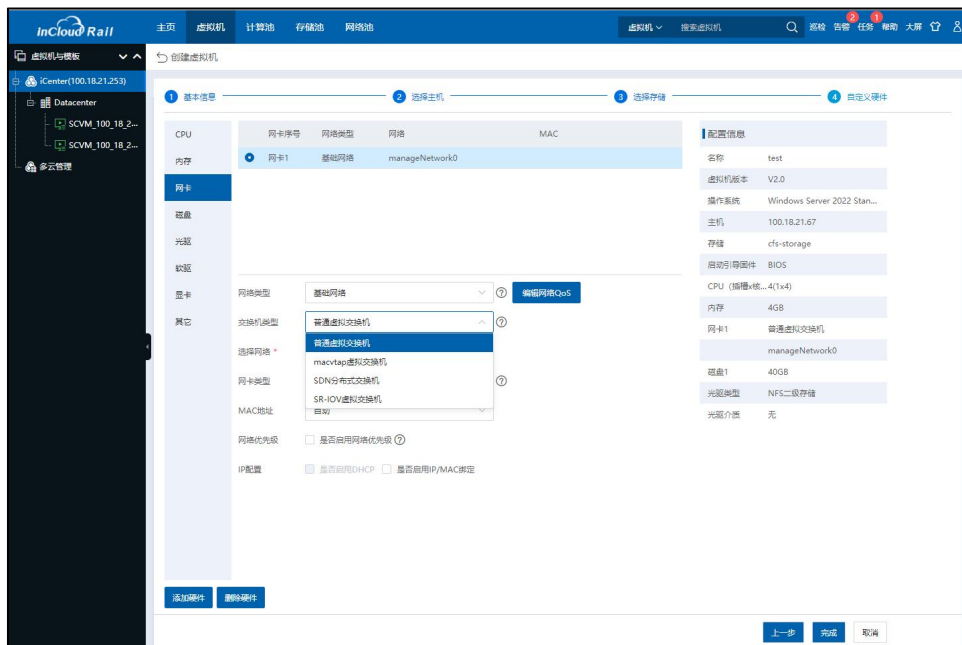 InCloud Rail
主页 虚拟机 计算池 存储池 网络池
虚拟机 搜索虚拟机
巡检 告警 2 任务 1 帮助 大屏
虚拟机与模板
创建虚拟机
iCenter(100.18.21.253)
Datacenter
SCVM_100_18_2...
SCVM_100_18_2...
多云管理
1 基本信息 2 选择主机 3 选择存储 4 自定义硬件
CPU
内存
网卡
磁盘
光驱
软驱
显卡
其它
网卡序号 网络类型 网络 MAC
网卡1 基础网络 manageNetwork0
网络类型 基础网络 编辑网络QoS
交换机类型 普通虚拟交换机
普通虚拟交换机
macvtap虚拟交换机
SDN分布式交换机
SR-IOV虚拟交换机
选择网络 *
网卡类型
MAC地址 自动
网络优先级 是否启用网络优先级
IP配置 是否启用DHCP 是否启用IP/MAC绑定
配置信息
名称 test
虚拟机版本 V2.0
操作系统 Windows Server 2022 Stan...
主机 100.18.21.67
存储 cfs-storage
启动引导固件 BIOS
CPU（插槽x核... 4(1x4)
内存 4GB
网卡1 普通虚拟交换机
manageNetwork0
磁盘1 40GB
光驱类型 NFS二级存储
光驱介质 无
添加硬件 删除硬件
上一步 完成 取消